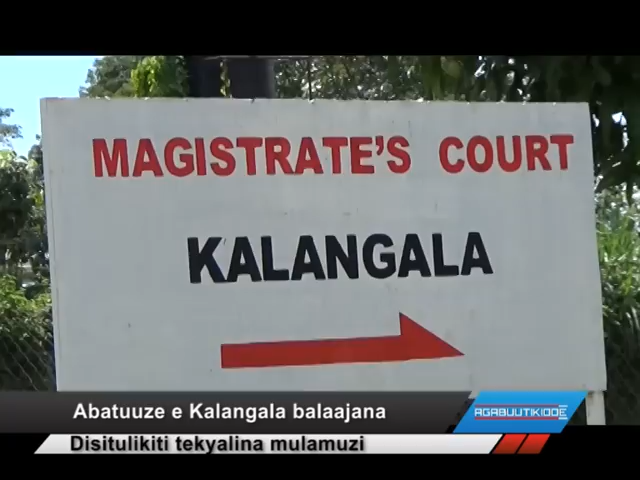 MAGISTRATE'S COURT
KALANGALA
Abatuuze e Kalangala balaajana
AGABUUTIKIDDE
Disitulikiti tekyalina mulamuzi